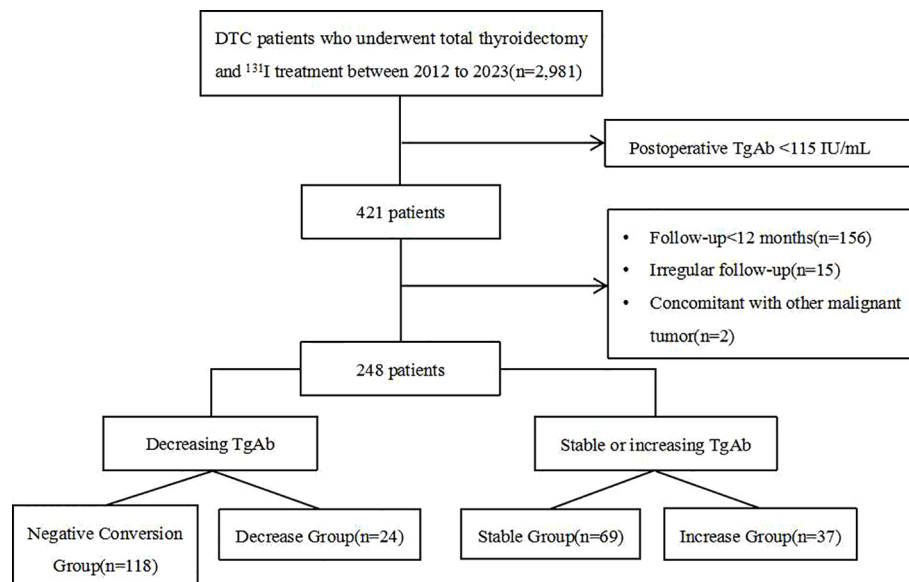 DTC patients who underwent total thyroidectomy
and ¹³¹I treatment between 2012 to 2023(n=2,981)
Postoperative TgAb <115 IU/mL
421 patients
• Follow-up<12 months(n=156)
• Irregular follow-up(n=15)
• Concomitant with other malignant
tumor(n=2)
248 patients
Decreasing TgAb
Stable or increasing TgAb
Negative Conversion
Group(n=118)
Decrease Group(n=24)
Stable Group(n=69)
Increase Group(n=37)